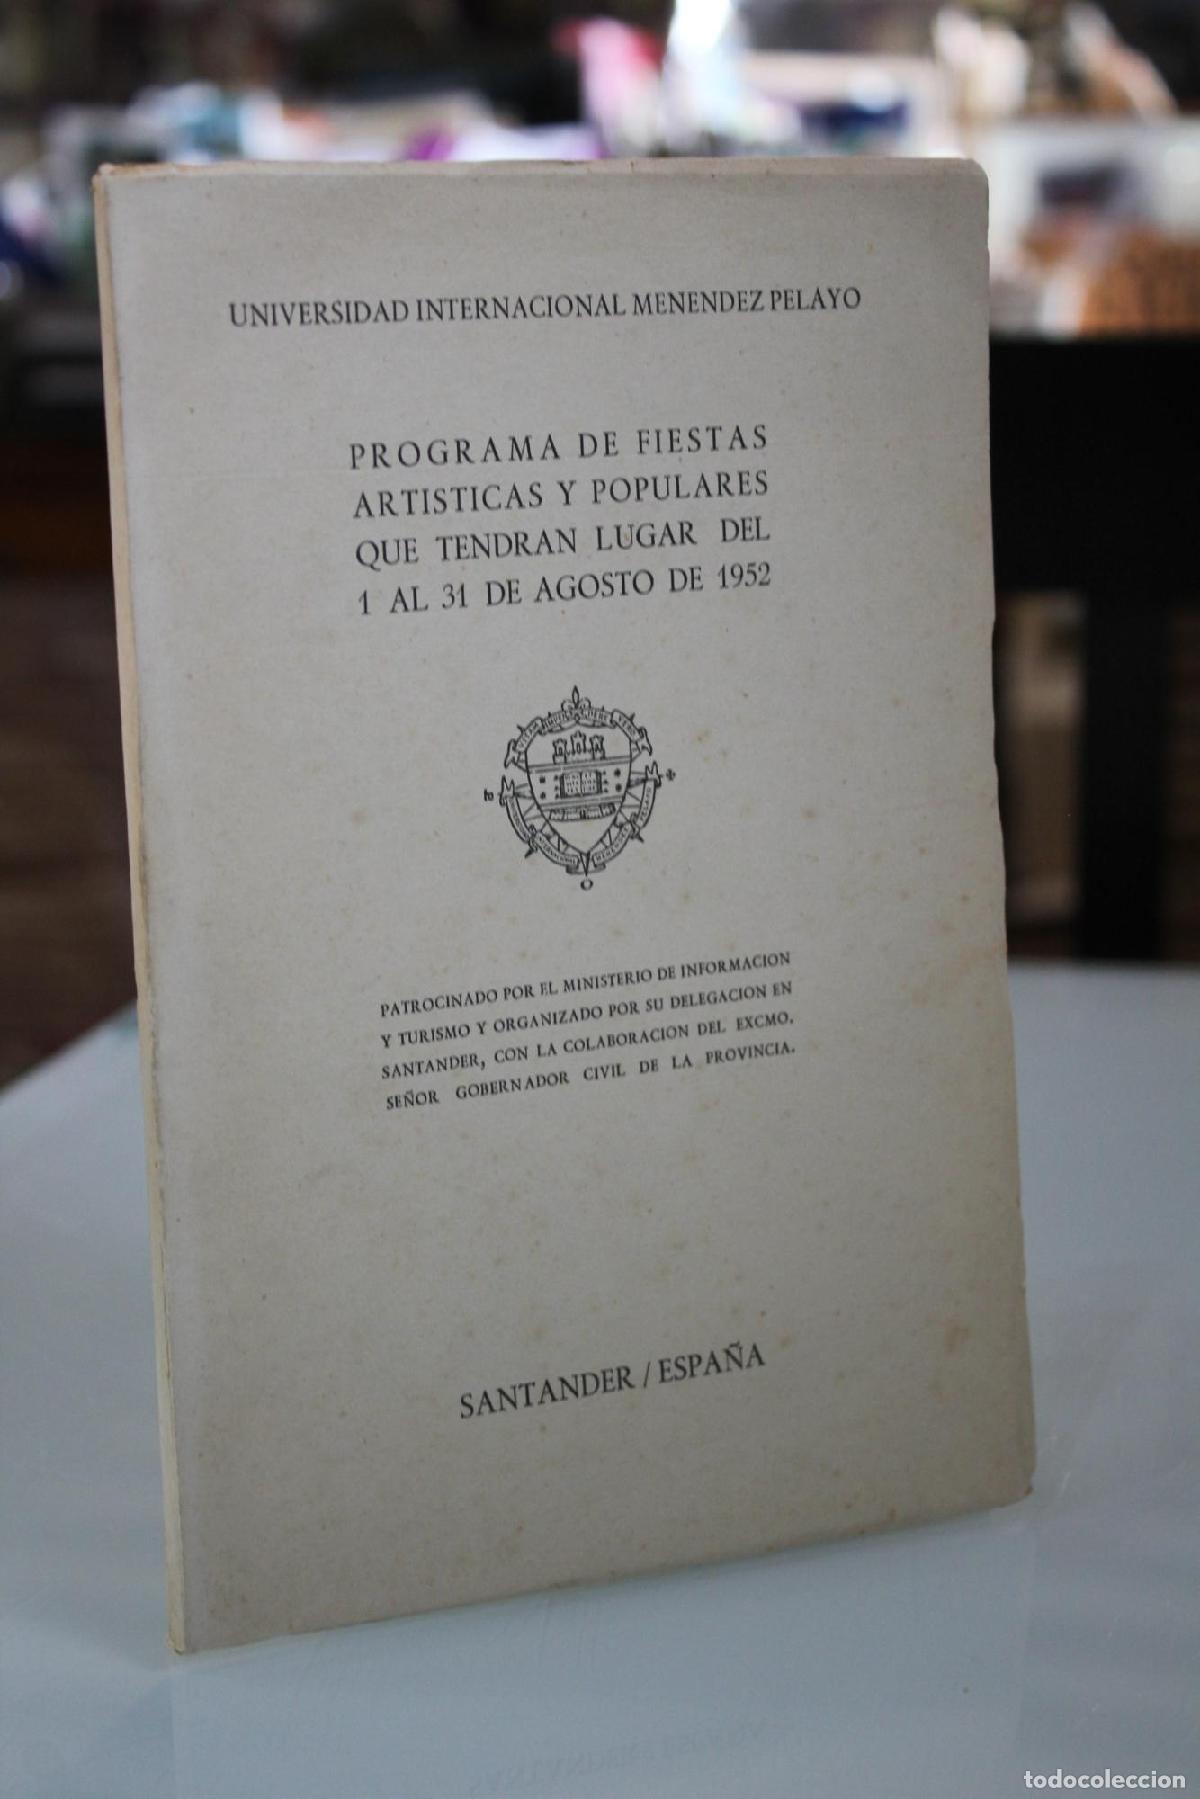 UNIVERSIDAD INTERNACIONAL MENENDEZ PELAYO
PROGRAMA DE FIESTAS
ARTISTICAS Y POPULARES
QUE TENDRAN LUGAR DEL
1 AL 31 DE AGOSTO DE 1952
PATROCINADO POR EL MINISTERIO DE INFORMACION
Y TURISMO Y ORGANIZADO POR SU DELEGACION EN
SANTANDER, CON LA COLABORACION DEL EXCMO.
SEÑOR GOBERNADOR CIVIL DE LA PROVINCIA.
SANTANDER / ESPAÑA
todocoleccion